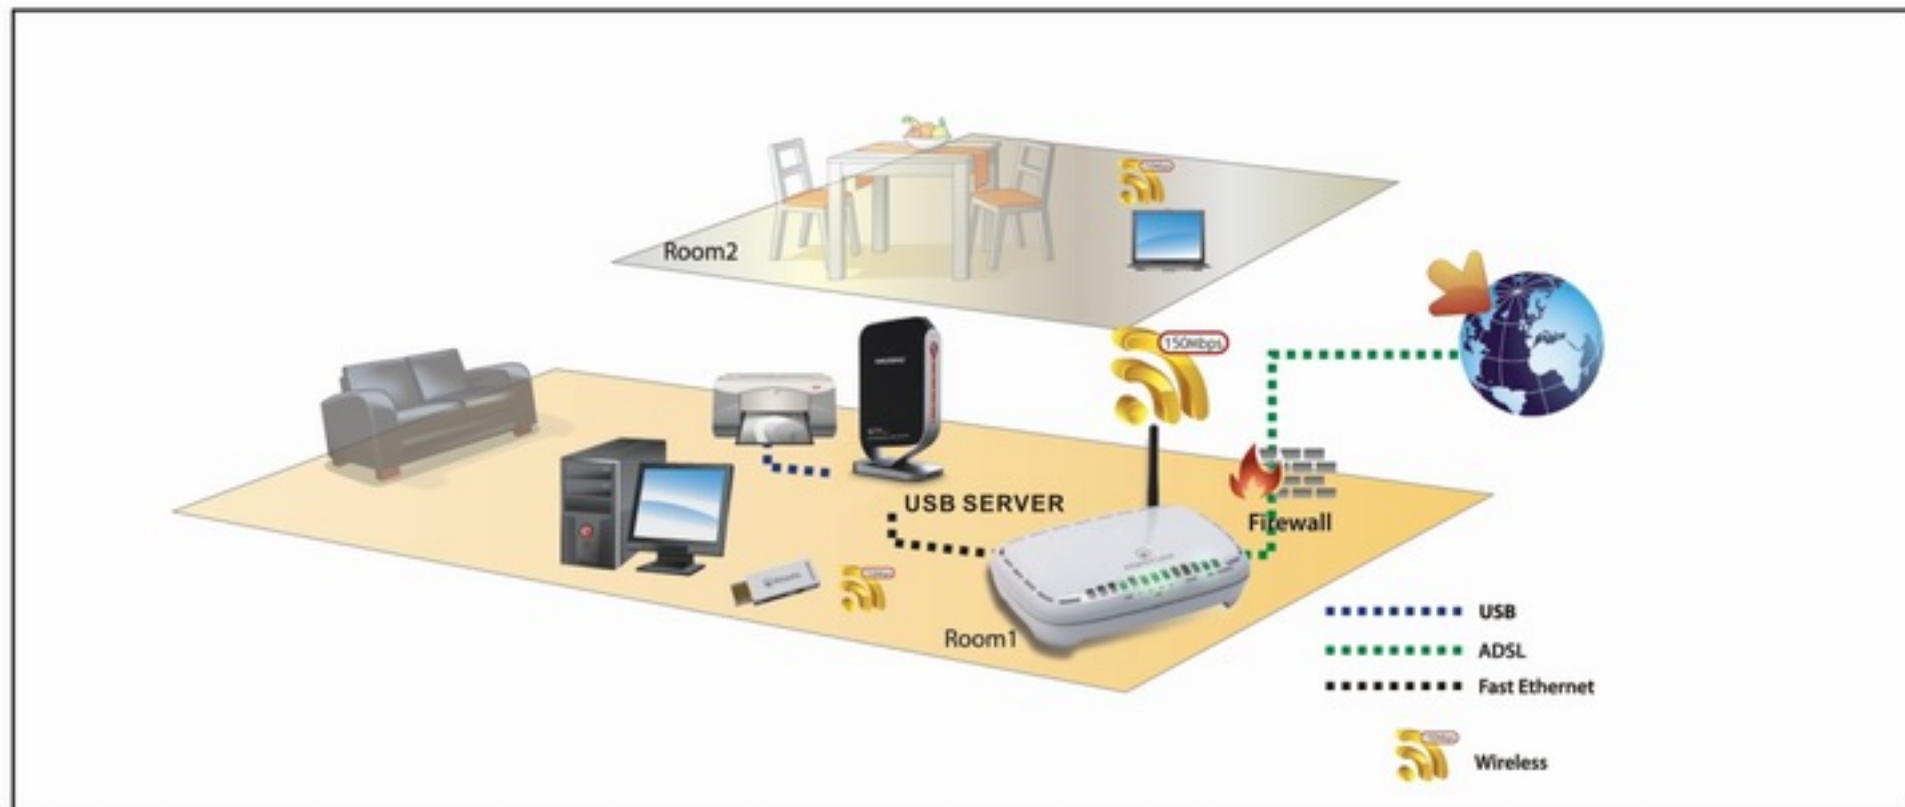 Room2
150Mbps
USB SERVER
Firewall
Room1
USB
ADSL
Fast Ethernet
Wireless